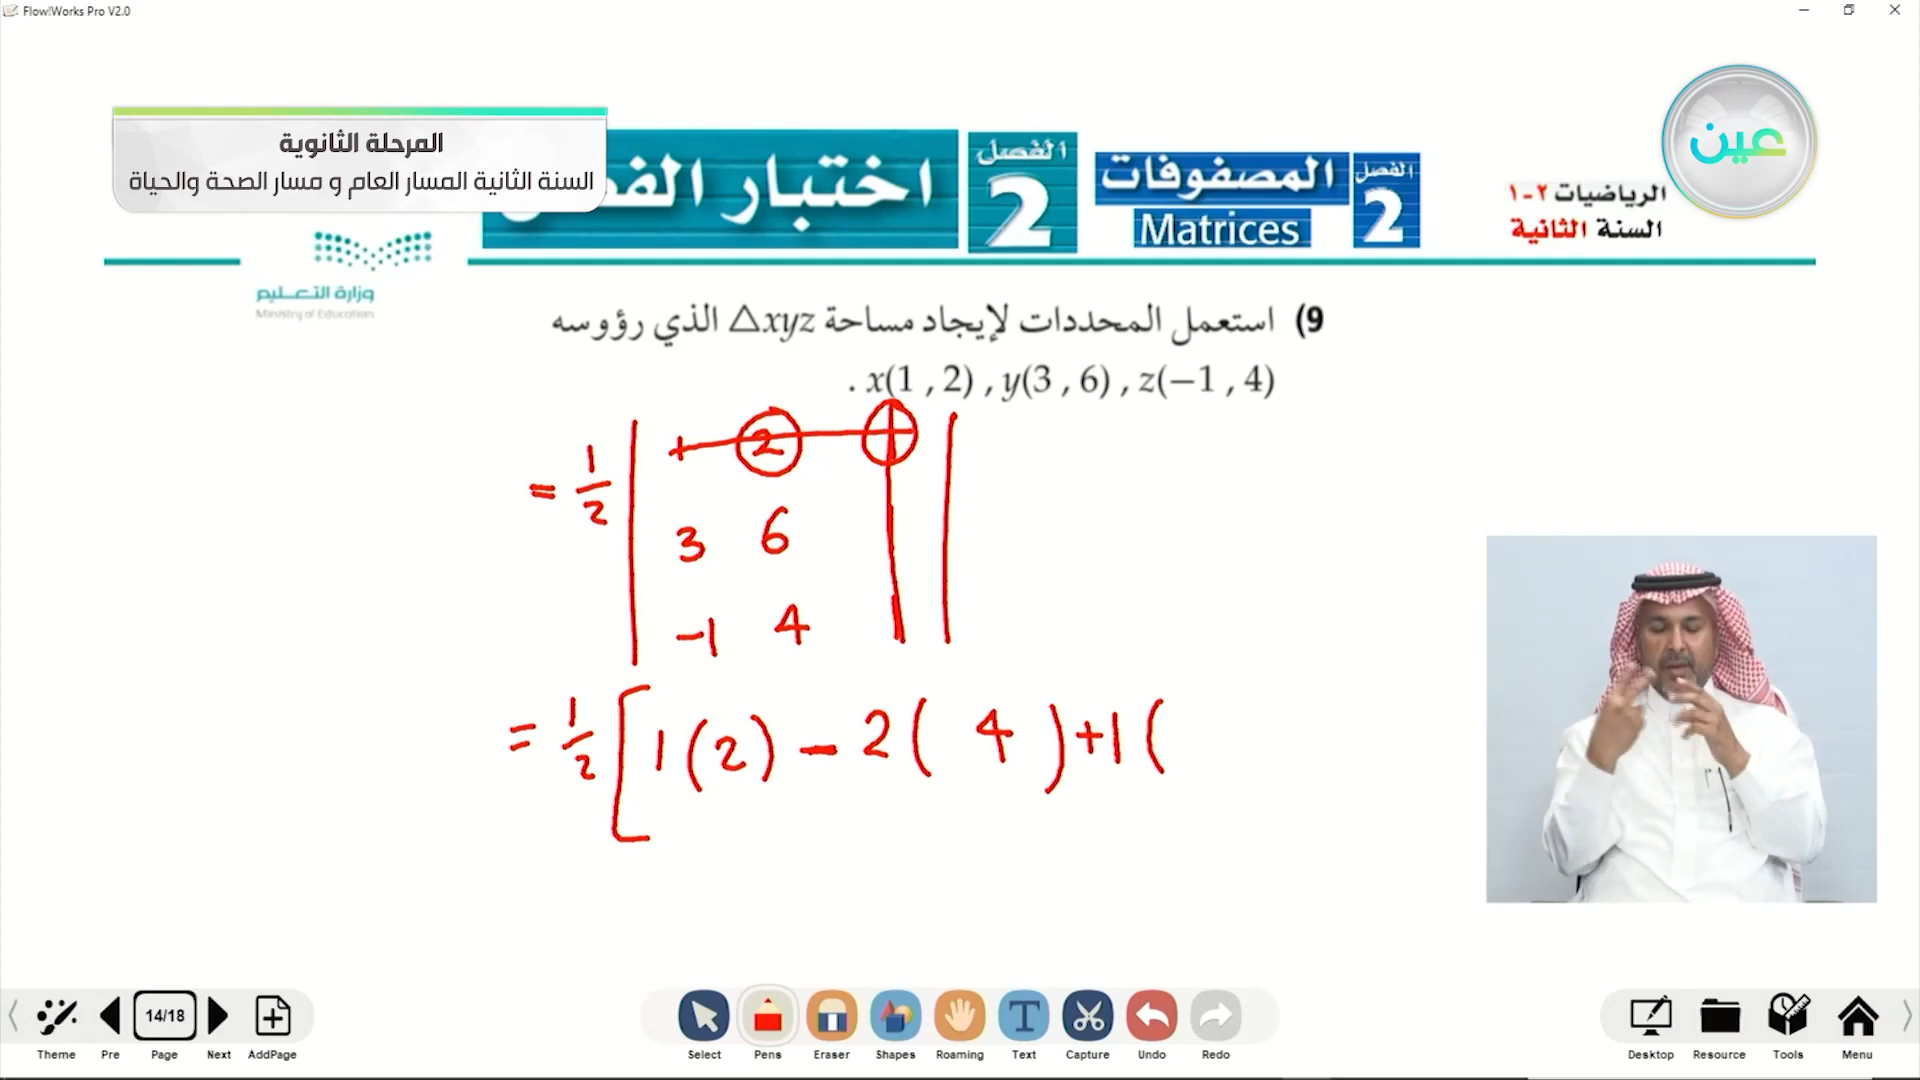 FlowWorks Pro V2.0
المرحلة الثانوية
السنة الثانية المسار العام و مسار الصحة والحياة
اختبار
الفصل
2
المصفوفات
Matrices
الفصل
2
الرياضيات ٢-١
السنة الثانية
عين
وزارة التعليم
Ministry of Education
9) استعمل المحددات لإيجاد مساحة △xyz الذي رؤوسه
. x(1 , 2) , y(3 , 6) , z(−1 , 4)
= 1/2 | 1 2 1
3 6 1
-1 4 1 |
= 1/2 [ 1 (2) - 2 ( 4 ) + 1 (
14/18
Theme Pre Page Next AddPage
Select Pens Eraser Shapes Roaming Text Capture Undo Redo
Desktop Resource Tools Menu